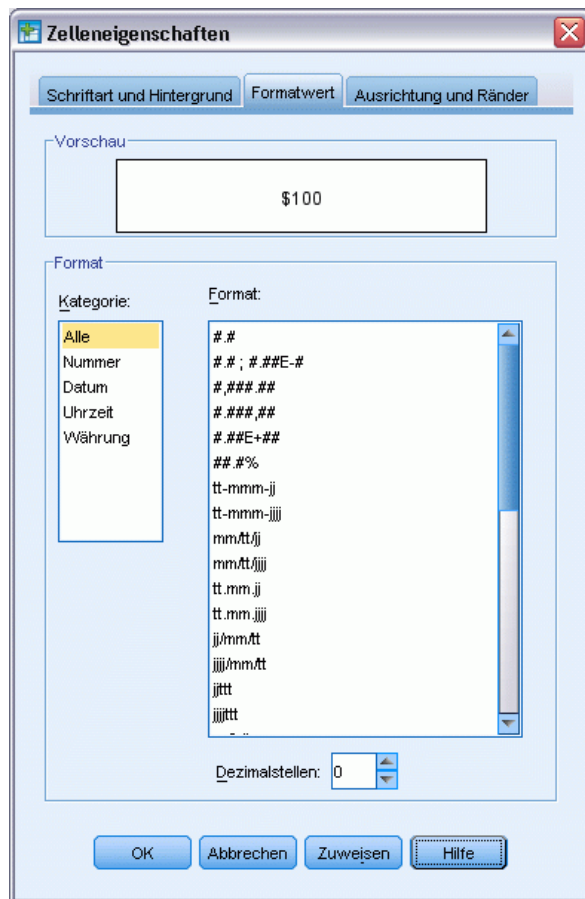 Zelleneigenschaften
Schriftart und Hintergrund Formatwert Ausrichtung und Ränder
Vorschau
$100
Format
Kategorie:
Alle
Nummer
Datum
Uhrzeit
Währung
Format:
#.#
#.# ; #.##E-#
#,###.##
#.###,##
#.##E+##
##.#%
tt-mmm-jj
tt-mmm-jjjj
mm/tt/jj
mm/tt/jjjj
tt.mm.jj
tt.mm.jjjj
jj/mm/tt
jjjj/mm/tt
jjttt
jjjjttt
Dezimalstellen: 0
OK Abbrechen Zuweisen Hilfe